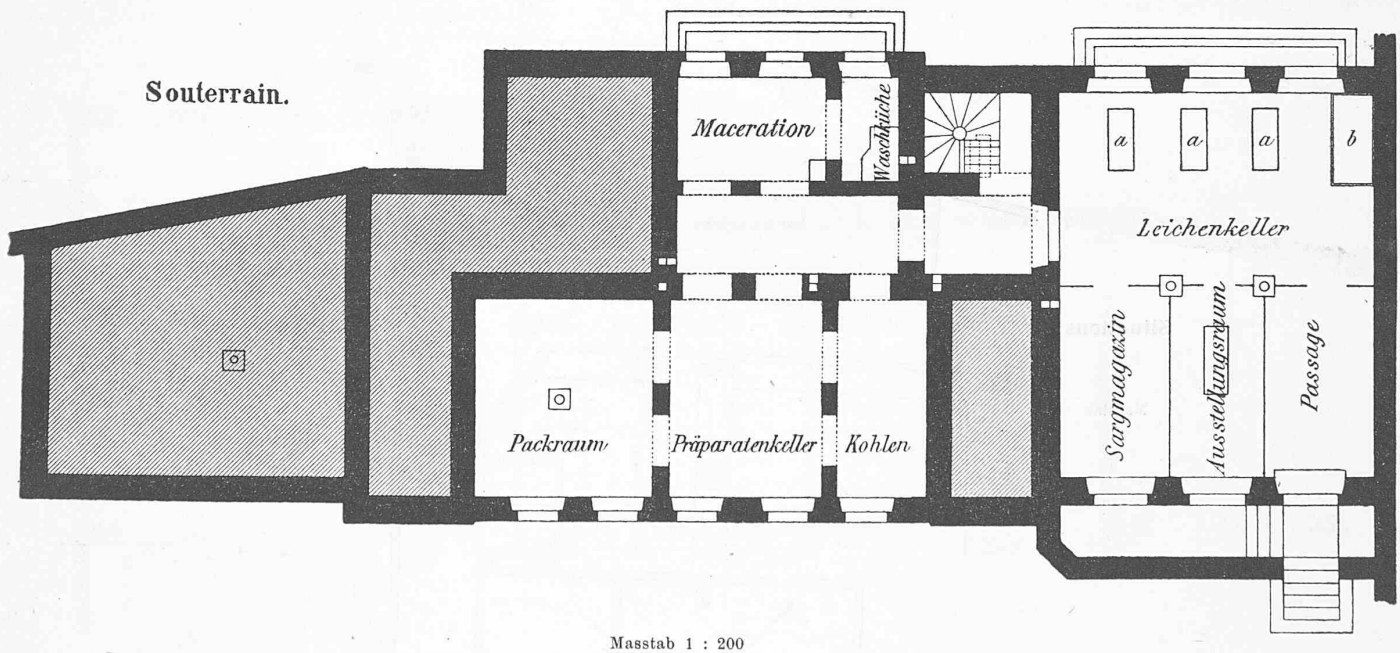 Souterrain.
Maceration
Waschküche
a
a
a
b
Leichenkeller
Sargmagazin
Ausstellungsraum
Passage
Packraum
Präparatenkeller
Kohlen
Masstab 1 : 200